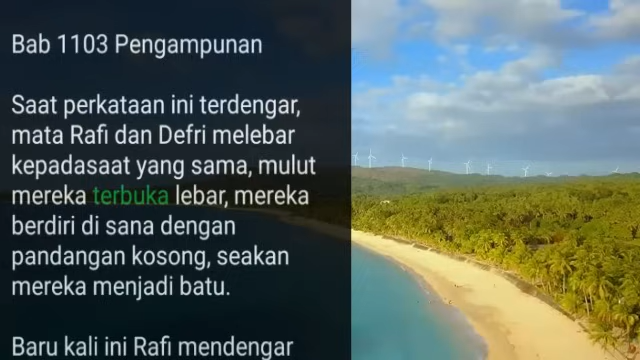 Bab 1103 Pengampunan
Saat perkataan ini terdengar,
mata Rafi dan Defri melebar
kepadasaat yang sama, mulut
mereka terbuka lebar, mereka
berdiri di sana dengan
pandangan kosong, seakan
mereka menjadi batu.
Baru kali ini Rafi mendengar